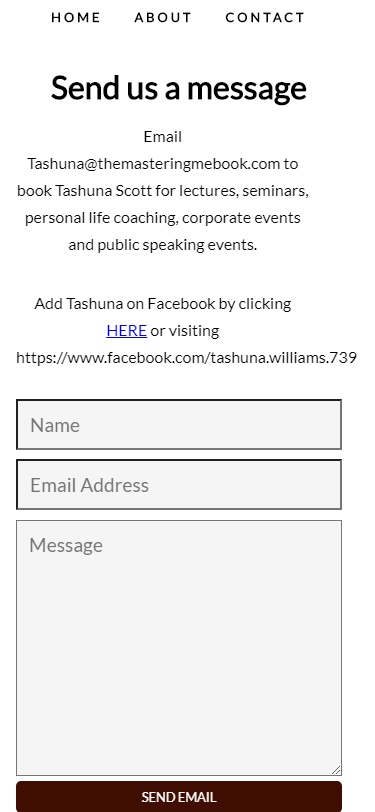 HOME ABOUT CONTACT
Send us a message
Email
Tashuna@themasteringmebook.com to
book Tashuna Scott for lectures, seminars,
personal life coaching, corporate events
and public speaking events.
Add Tashuna on Facebook by clicking
HERE or visiting
https://www.facebook.com/tashuna.williams.739
Name
Email Address
Message
SEND EMAIL